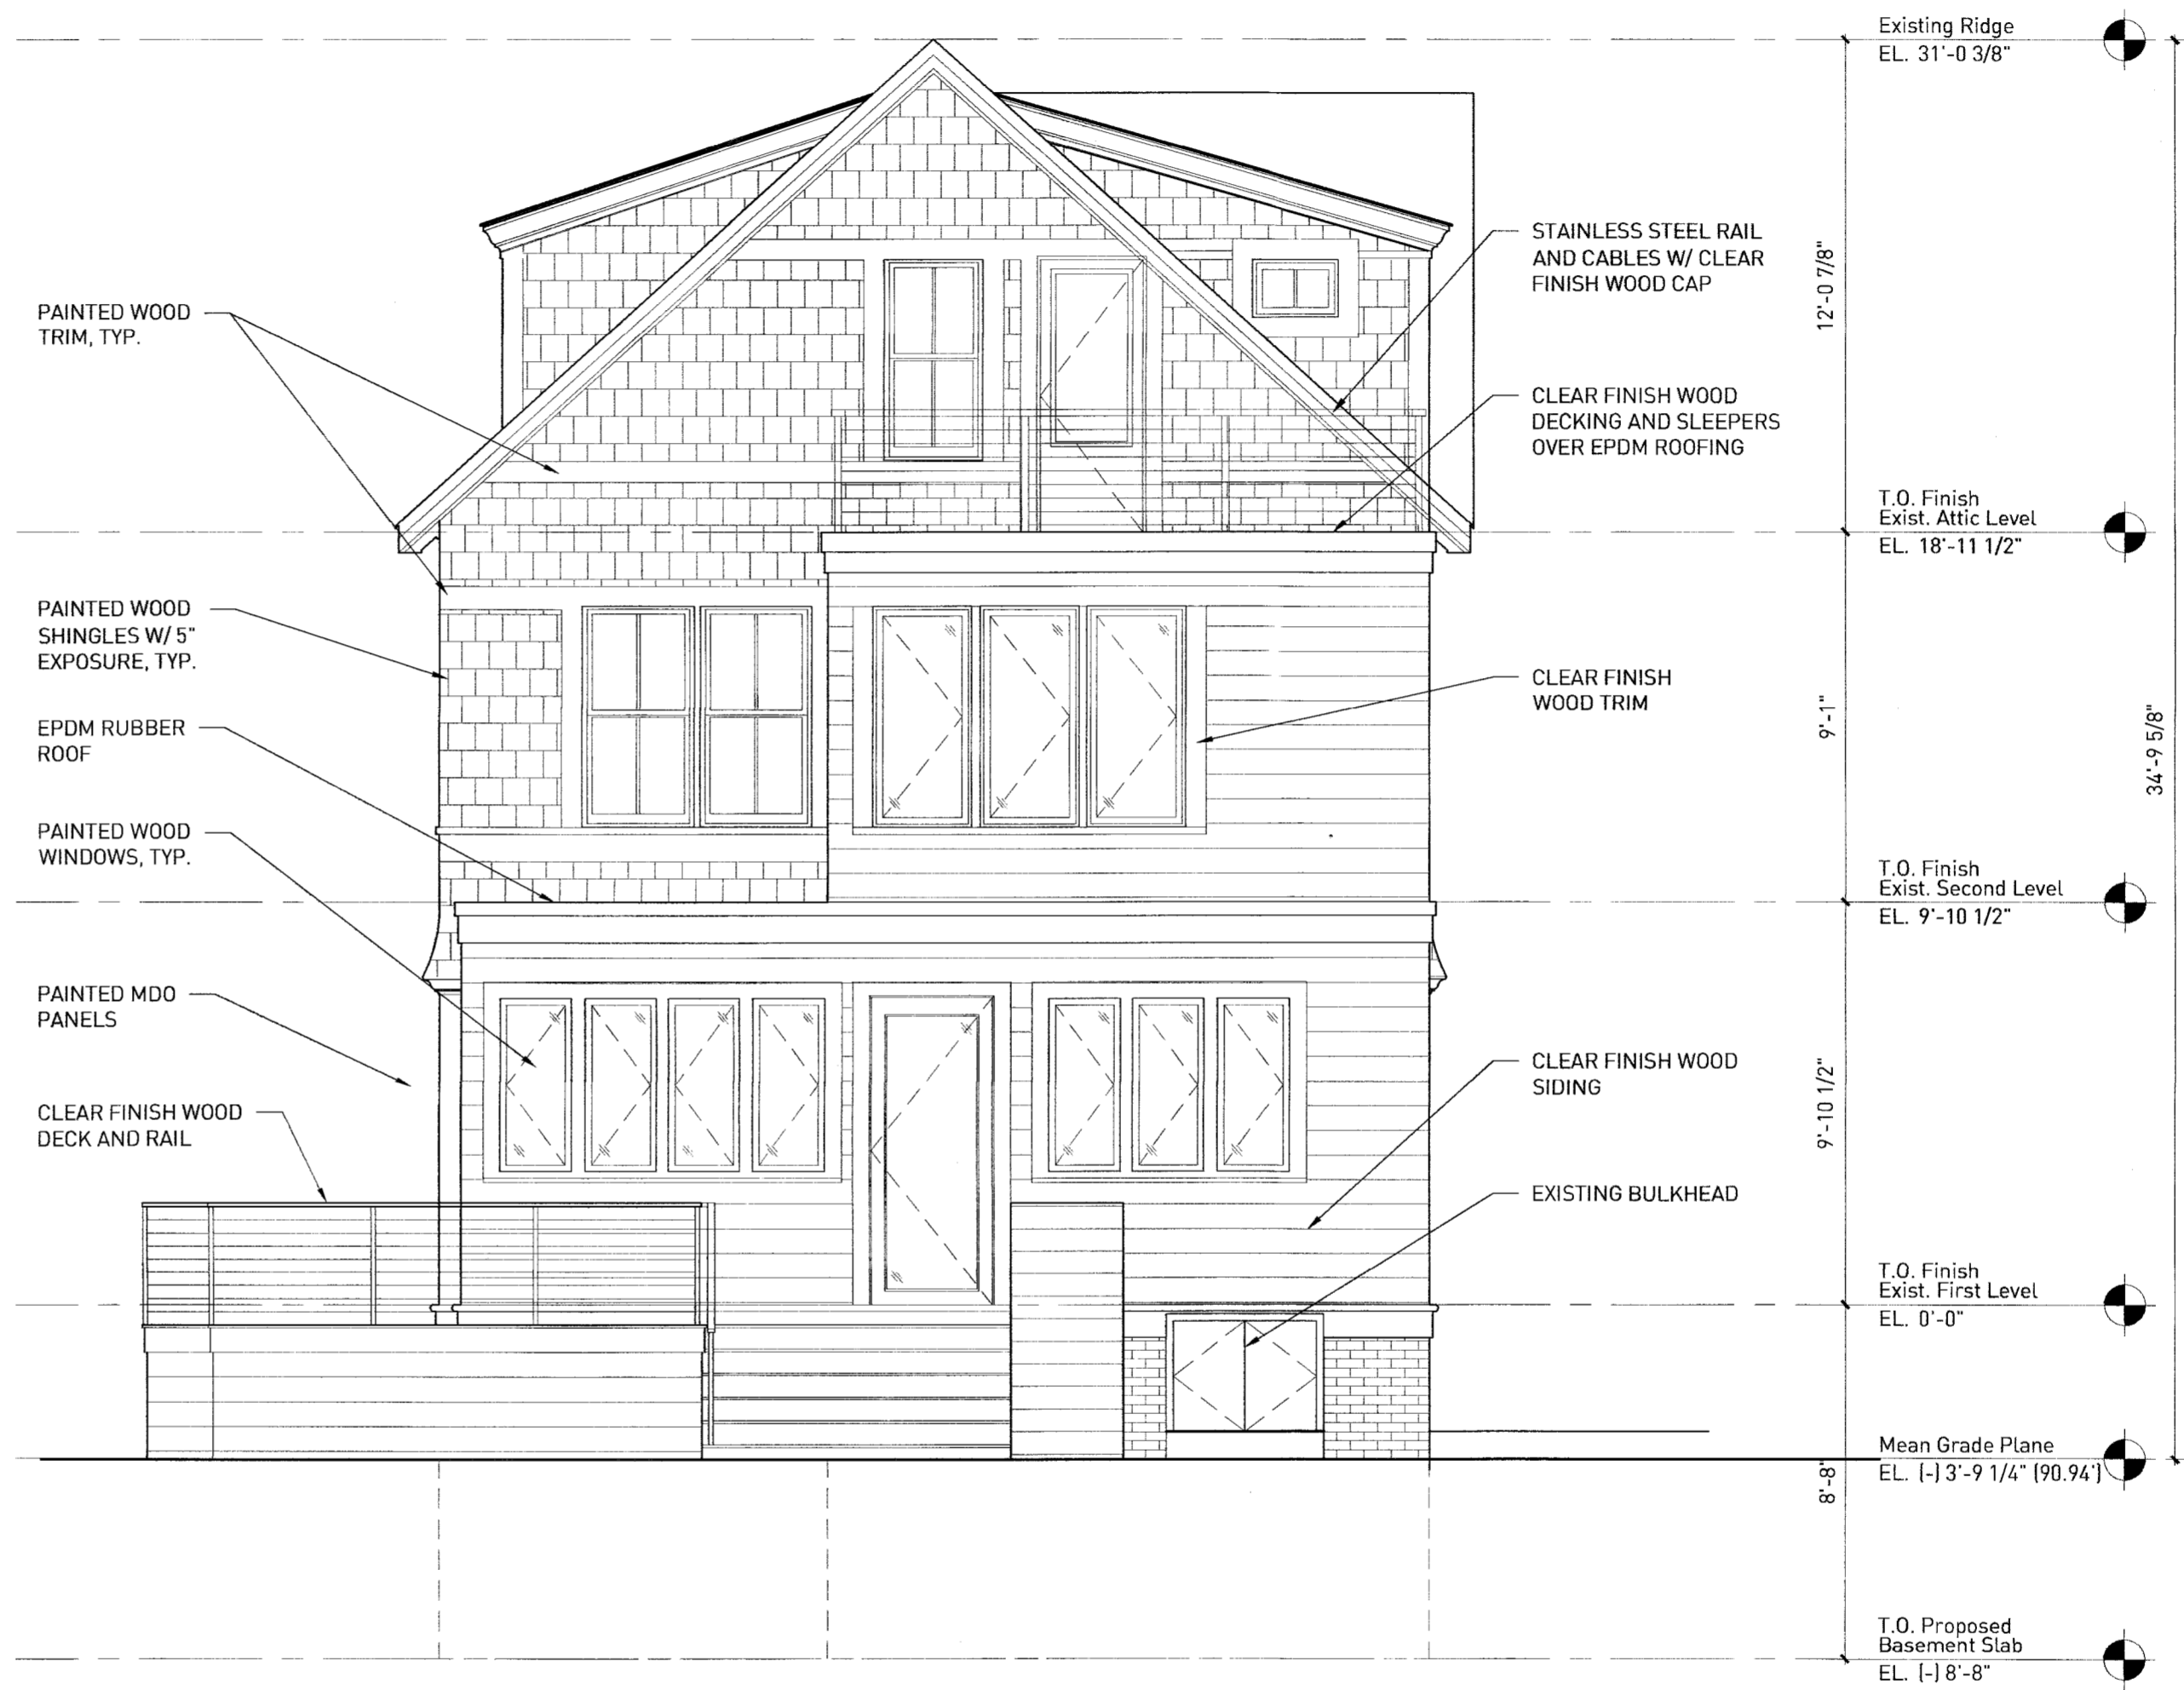 Existing Ridge
EL. 31'-0 3/8"
STAINLESS STEEL RAIL
AND CABLES W/ CLEAR
FINISH WOOD CAP
12'-0 7/8"
PAINTED WOOD
TRIM, TYP.
CLEAR FINISH WOOD
DECKING AND SLEEPERS
OVER EPDM ROOFING
T.O. Finish
Exist. Attic Level
EL. 18'-11 1/2"
PAINTED WOOD
SHINGLES W/ 5"
EXPOSURE, TYP.
CLEAR FINISH
WOOD TRIM
9'-1"
34'-9 5/8"
EPDM RUBBER
ROOF
PAINTED WOOD
WINDOWS, TYP.
T.O. Finish
Exist. Second Level
EL. 9'-10 1/2"
PAINTED MDO
PANELS
CLEAR FINISH WOOD
SIDING
9'-10 1/2"
CLEAR FINISH WOOD
DECK AND RAIL
EXISTING BULKHEAD
T.O. Finish
Exist. First Level
EL. 0'-0"
Mean Grade Plane
EL. (-) 3'-9 1/4" (90.94')
8'-8"
T.O. Proposed
Basement Slab
EL. (-) 8'-8"